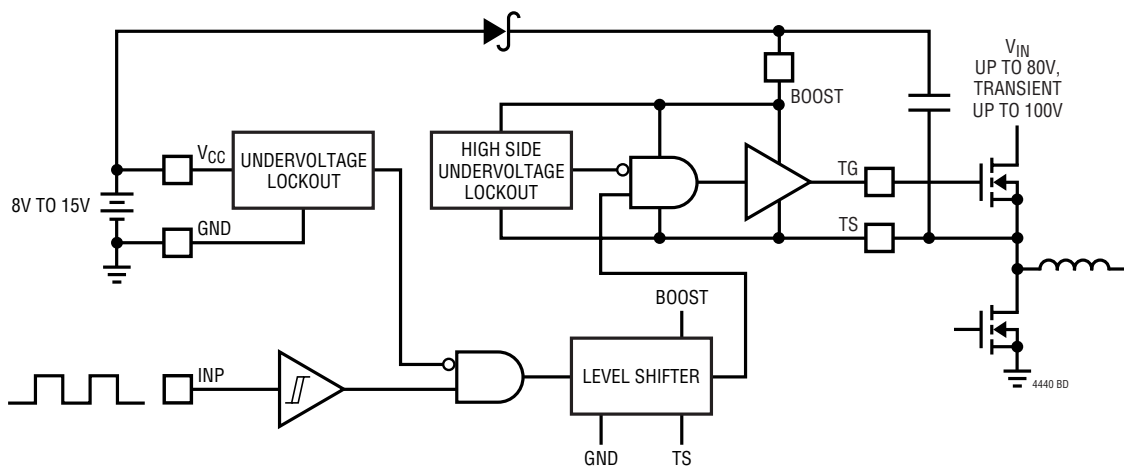 V_IN
UP TO 80V,
TRANSIENT
UP TO 100V
BOOST
V_CC
UNDERVOLTAGE
LOCKOUT
HIGH SIDE
UNDERVOLTAGE
LOCKOUT
TG
8V TO 15V
GND
TS
BOOST
INP
LEVEL SHIFTER
4440 BD
GND
TS